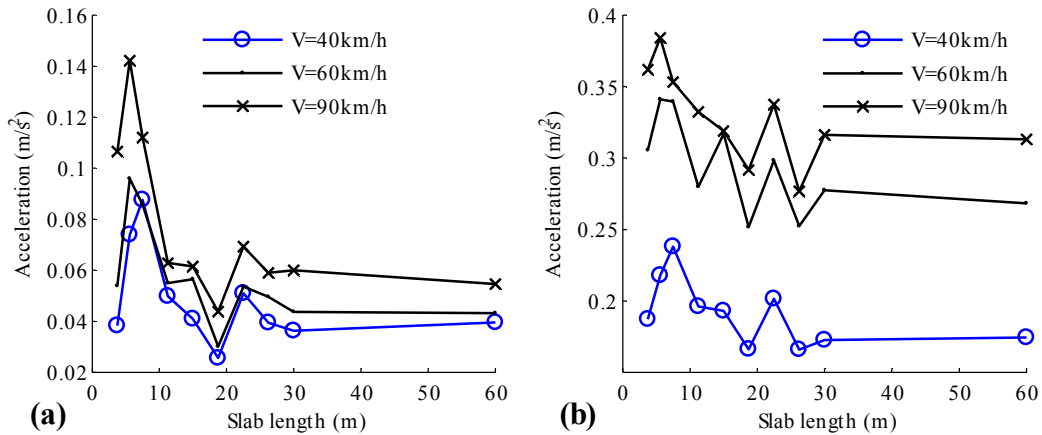 0.16
0.14
0.12
0.1
0.08
0.06
0.04
0.02
Acceleration (m/s²)
V=40km/h
V=60km/h
V=90km/h
0 10 20 30 40 50 60
Slab length (m)
(a)
0.4
0.35
0.3
0.25
0.2
Acceleration (m/s²)
V=40km/h
V=60km/h
V=90km/h
0 10 20 30 40 50 60
Slab length (m)
(b)